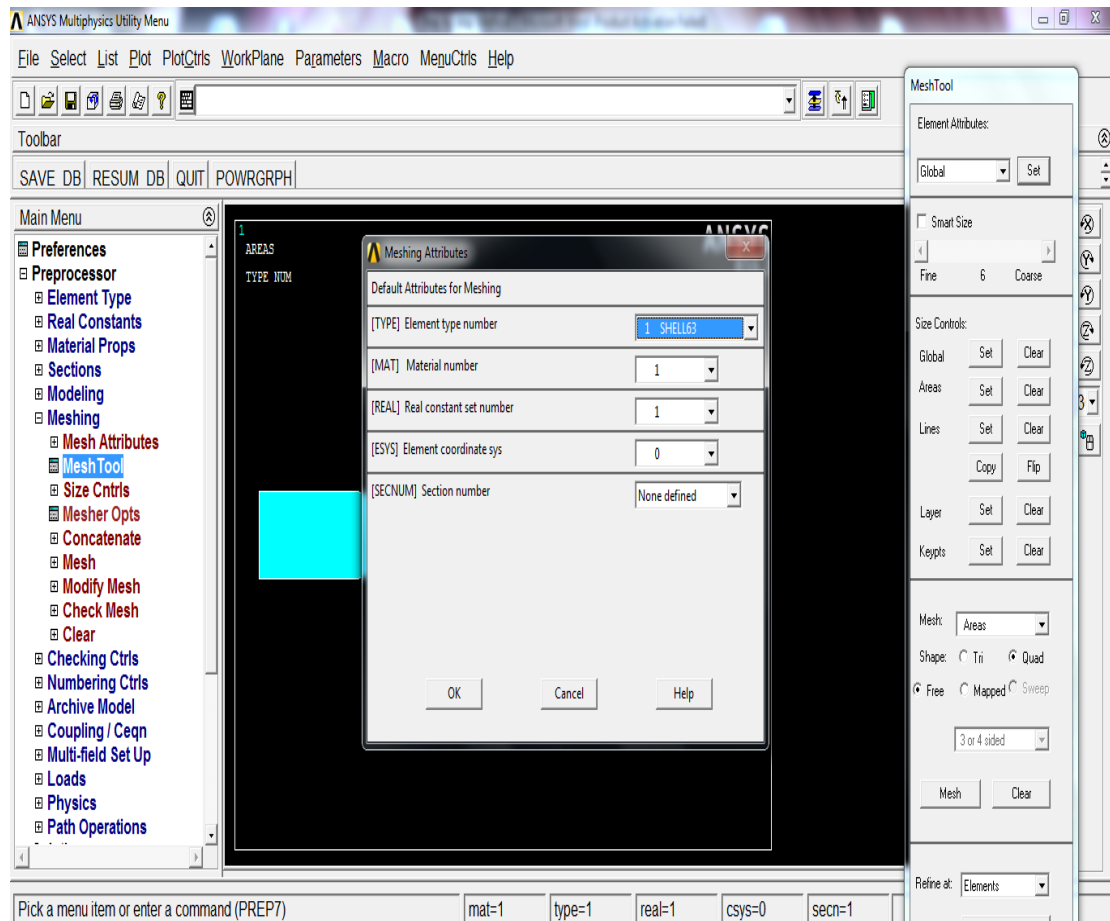 ANSYS Multiphysics Utility Menu
File Select List Plot PlotCtrls WorkPlane Parameters Macro MenuCtrls Help
Toolbar
SAVE_DB RESUM_DB QUIT POWRGRPH
Main Menu
Preferences
Preprocessor
Element Type
Real Constants
Material Props
Sections
Modeling
Meshing
Mesh Attributes
MeshTool
Size Cntrls
Mesher Opts
Concatenate
Mesh
Modify Mesh
Check Mesh
Clear
Checking Ctrls
Numbering Ctrls
Archive Model
Coupling / Ceqn
Multi-field Set Up
Loads
Physics
Path Operations
1
AREAS
TYPE NUM
ANSYS
Meshing Attributes
Default Attributes for Meshing
[TYPE] Element type number 1 SHELL63
[MAT] Material number 1
[REAL] Real constant set number 1
[ESYS] Element coordinate sys 0
[SECNUM] Section number None defined
OK Cancel Help
MeshTool
Element Attributes:
Global Set
Smart Size
Fine 6 Coarse
Size Controls:
Global Set Clear
Areas Set Clear
Lines Set Clear
Copy Flip
Layer Set Clear
Keypts Set Clear
Mesh: Areas
Shape: Tri Quad
Free Mapped Sweep
3 or 4 sided
Mesh Clear
Refine at: Elements
3
Pick a menu item or enter a command (PREP7) mat=1 type=1 real=1 csys=0 secn=1